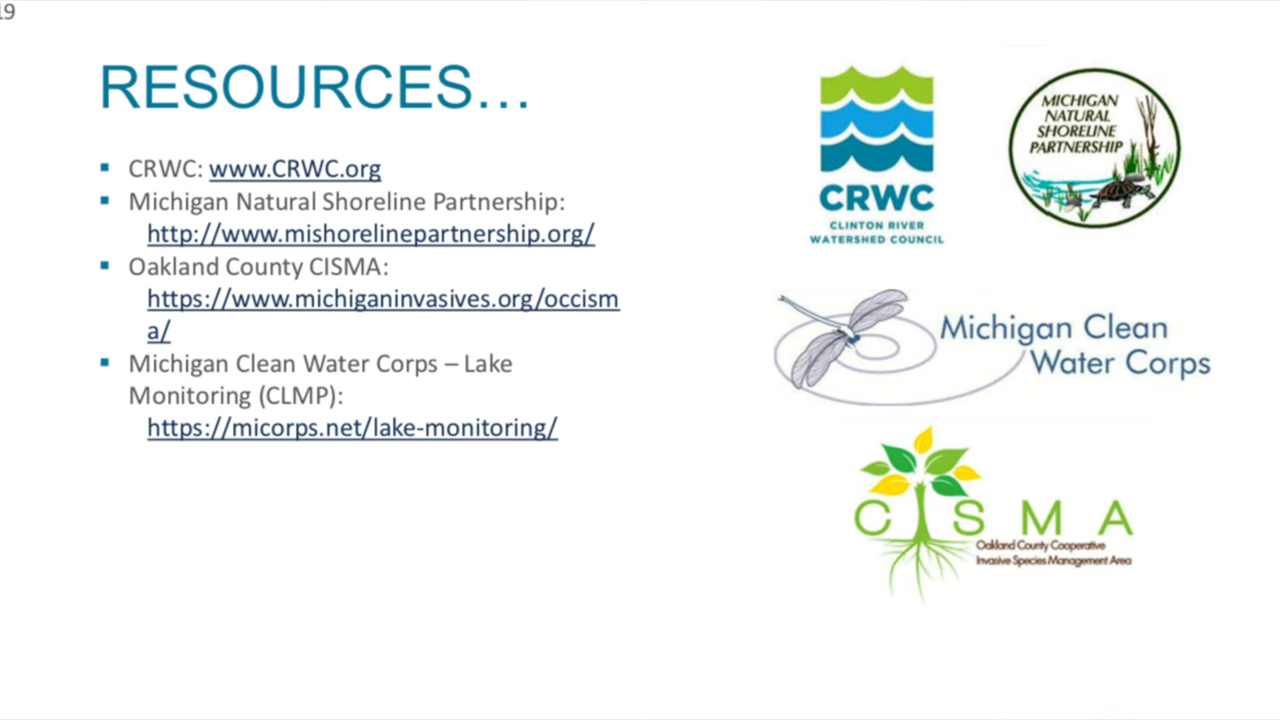 19
RESOURCES...
▪ CRWC: www.CRWC.org
▪ Michigan Natural Shoreline Partnership:
http://www.mishorelinepartnership.org/
▪ Oakland County CISMA:
https://www.michiganinvasives.org/occism
a/
▪ Michigan Clean Water Corps – Lake
Monitoring (CLMP):
https://micorps.net/lake-monitoring/
CRWC
CLINTON RIVER
WATERSHED COUNCIL
MICHIGAN
NATURAL
SHORELINE
PARTNERSHIP
Michigan Clean
Water Corps
CISMA
Oakland County Cooperative
Invasive Species Management Area